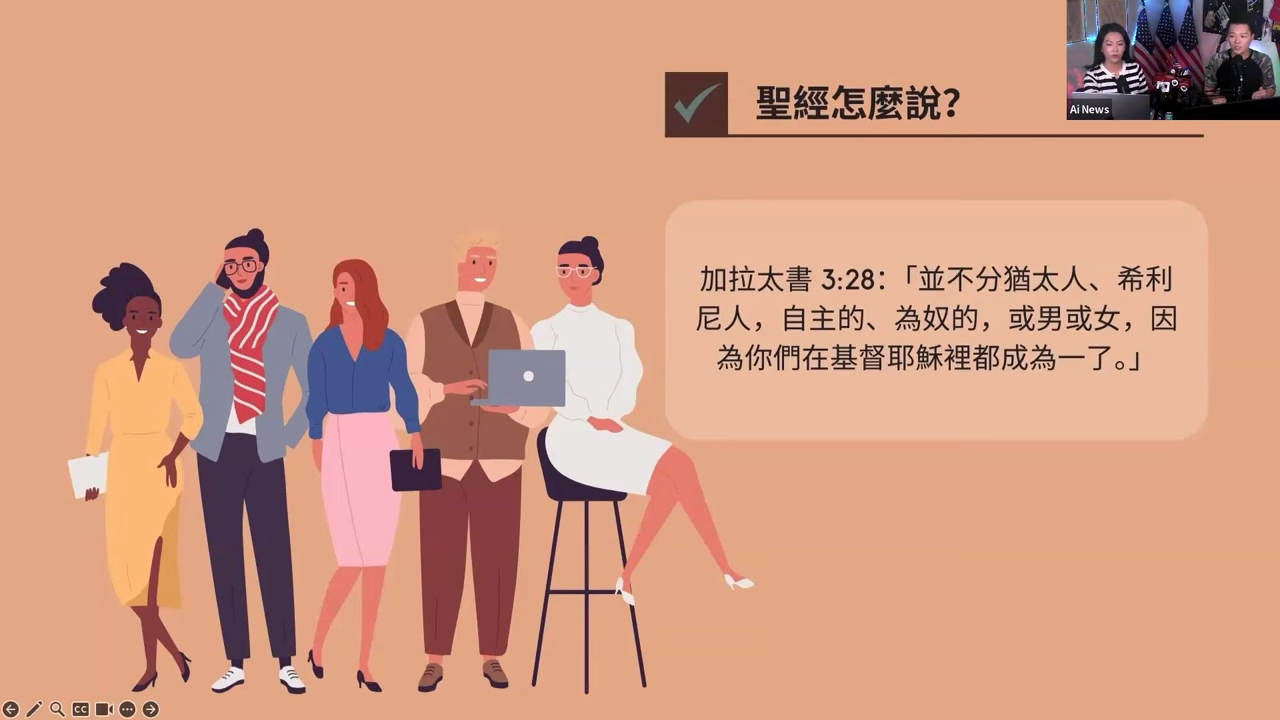 聖經怎麼說?
Ai News
加拉太書 3:28:「並不分猶太人、希利
尼人，自主的、為奴的，或男或女，因
為你們在基督耶穌裡都成為一了。」
CC